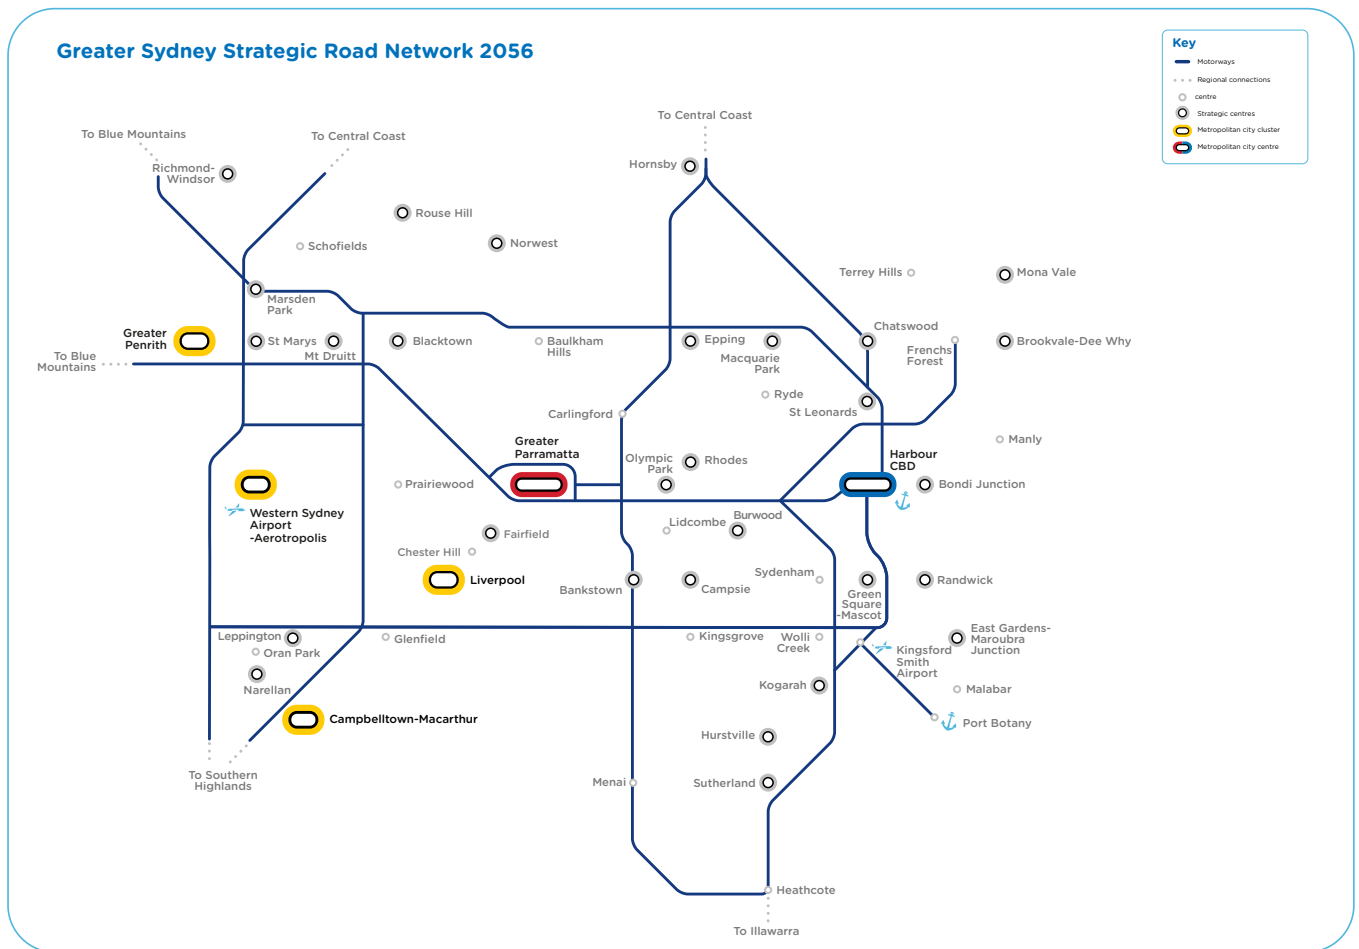 Greater Sydney Strategic Road Network 2056
Key
Motorways
Regional connections
centre
Strategic centres
Metropolitan city cluster
Metropolitan city centre
To Central Coast
To Blue Mountains
To Central Coast
Hornsby
Richmond-
Windsor
Rouse Hill
Norwest
Schofields
Terrey Hills
Mona Vale
Marsden
Park
Greater
Penrith
St Marys
Mt Druitt
Blacktown
Baulkham
Hills
Epping
Macquarie
Park
Chatswood
Frenchs
Forest
Brookvale-Dee Why
To Blue
Mountains
Ryde
St Leonards
Carlingford
Manly
Greater
Parramatta
Olympic
Park
Rhodes
Harbour
CBD
Prairiewood
Bondi Junction
Western Sydney
Airport
-Aerotropolis
Lidcombe
Burwood
Fairfield
Chester Hill
Liverpool
Bankstown
Campsie
Sydenham
Green
Square
-Mascot
Randwick
Leppington
Oran Park
Glenfield
Kingsgrove
Wolli
Creek
East Gardens-
Maroubra
Junction
Kingsford
Smith
Airport
Narellan
Kogarah
Malabar
Campbelltown-Macarthur
Port Botany
Hurstville
To Southern
Highlands
Menai
Sutherland
Heathcote
To Illawarra